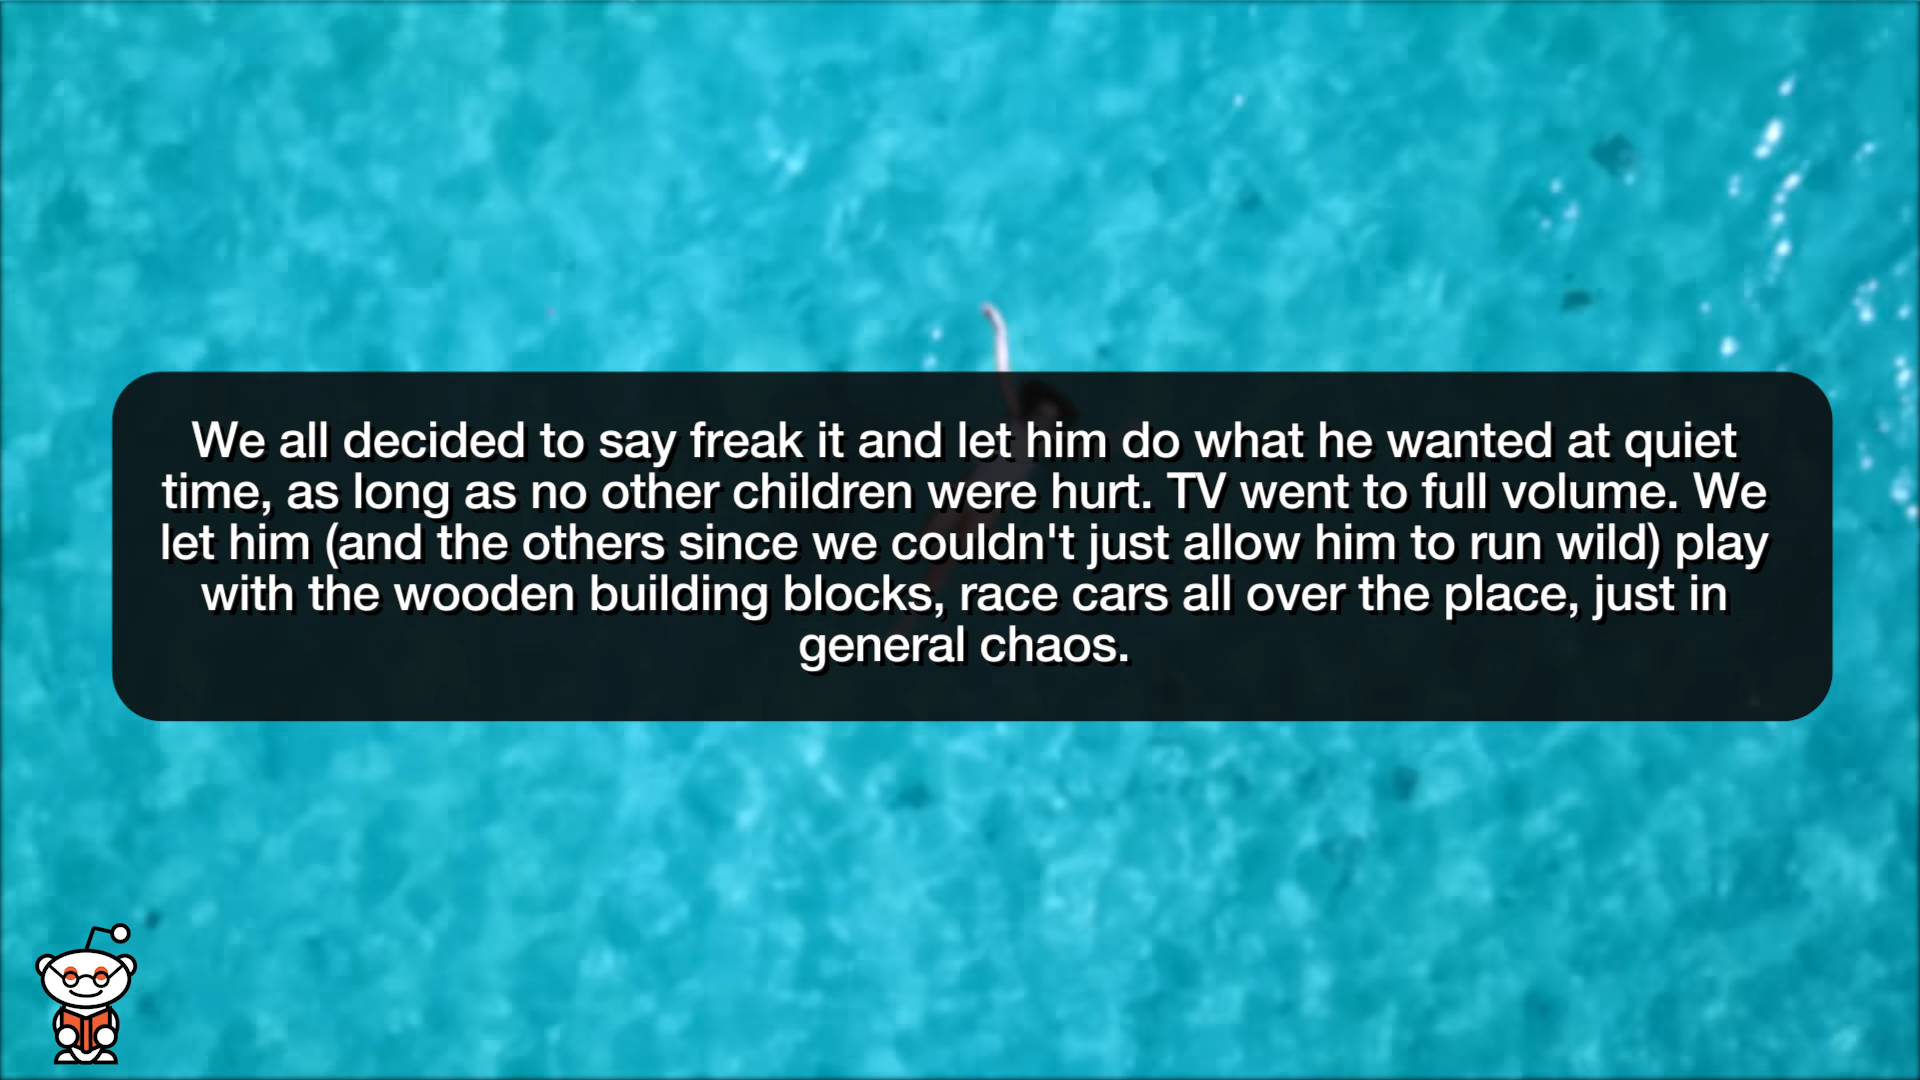 We all decided to say freak it and let him do what he wanted at quiet
time, as long as no other children were hurt. TV went to full volume. We
let him (and the others since we couldn't just allow him to run wild) play
with the wooden building blocks, race cars all over the place, just in
general chaos.